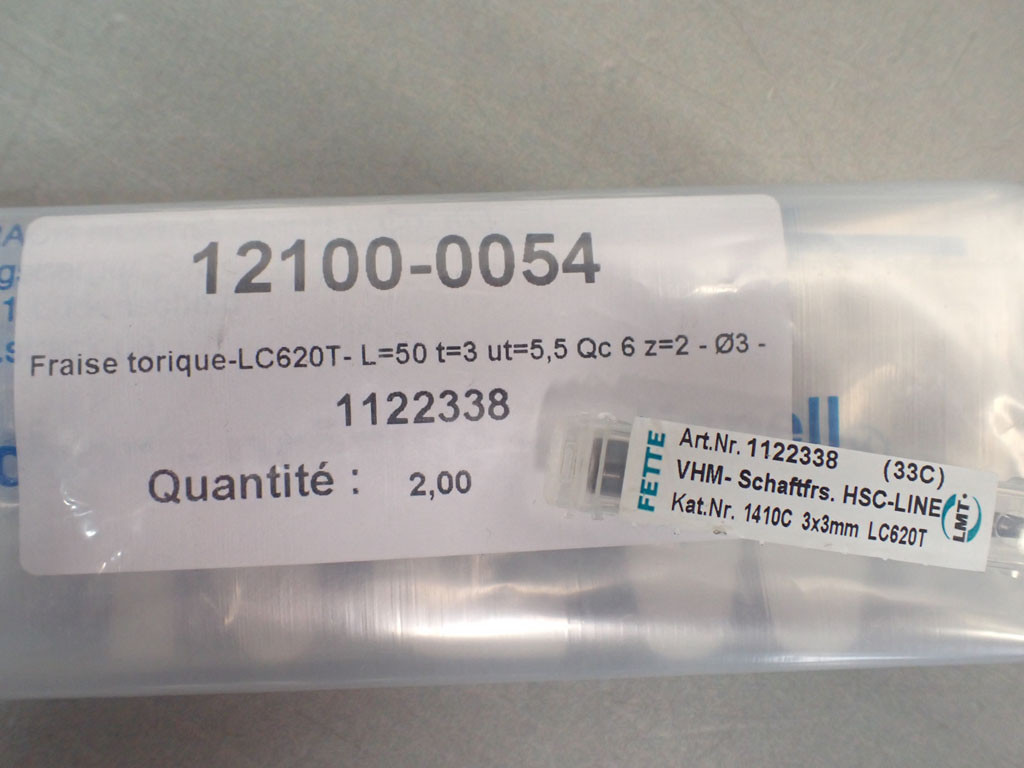 12100-0054
Fraise torique-LC620T- L=50 t=3 ut=5,5 Qc 6 z=2 - Ø3 -
1122338
Quantité : 2,00
FETTE
Art.Nr. 1122338 (33C)
VHM- Schaftfrs. HSC-LINE
Kat.Nr. 1410C 3x3mm LC620T
LMT